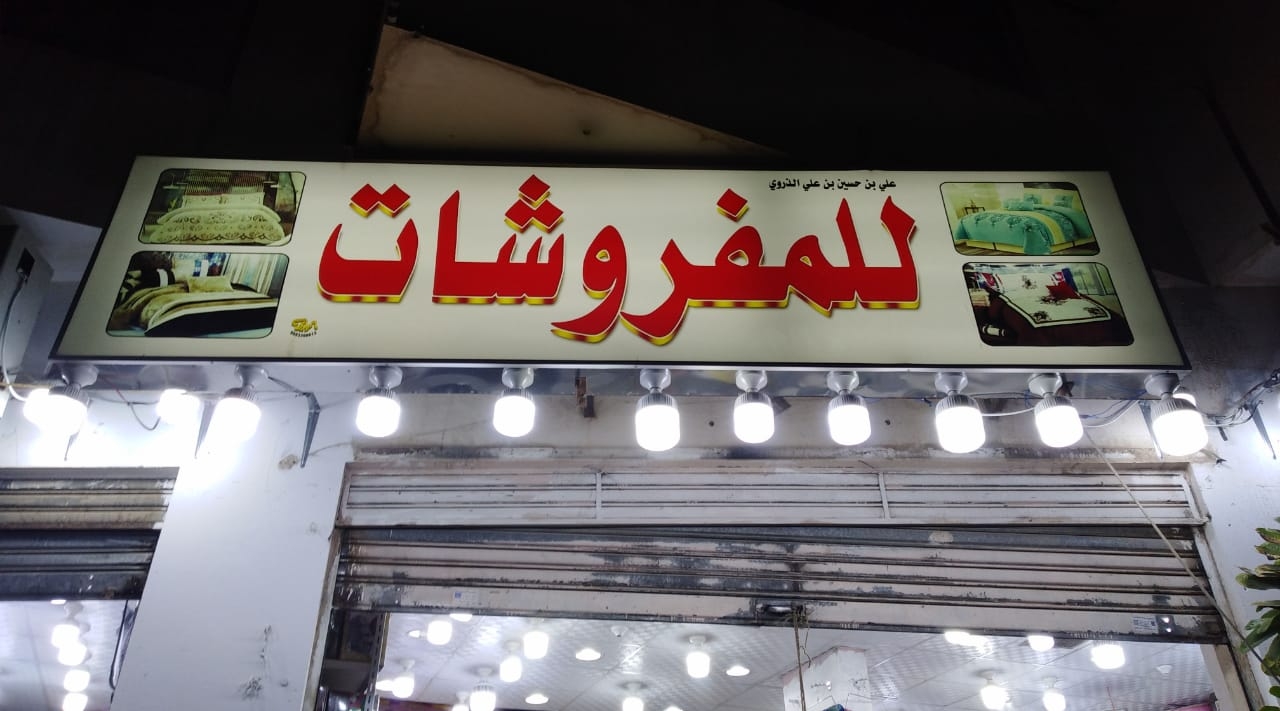 علي بن حسين بن علي الذروي
للمفروشات